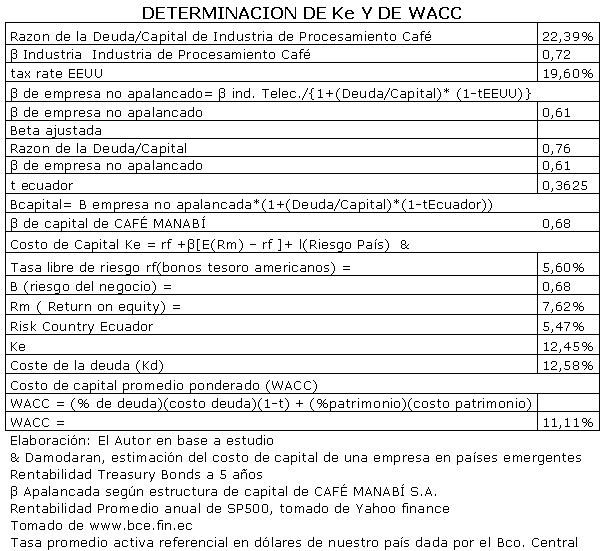 DETERMINACION DE Ke Y DE WACC
Razon de la Deuda/Capital de Industria de Procesamiento Café 22,39%
β Industria Industria de Procesamiento Café 0,72
tax rate EEUU 19,60%
β de empresa no apalancado= β ind. Telec./{1+(Deuda/Capital)* (1-tEEUU)}
β de empresa no apalancado 0,61
Beta ajustada
Razon de la Deuda/Capital 0,76
β de empresa no apalancado 0,61
t ecuador 0,3625
Bcapital= B empresa no apalancada*(1+(Deuda/Capital)*(1-tEcuador))
β de capital de CAFÉ MANABÍ 0,68
Costo de Capital Ke = rf +β[E(Rm) – rf ]+ l(Riesgo País) &
Tasa libre de riesgo rf(bonos tesoro americanos) = 5,60%
B (riesgo del negocio) = 0,68
Rm ( Return on equity) = 7,62%
Risk Country Ecuador 5,47%
Ke 12,45%
Coste de la deuda (Kd) 12,58%
Costo de capital promedio ponderado (WACC)
WACC = (% de deuda)(costo deuda)(1-t) + (%patrimonio)(costo patrimonio)
WACC = 11,11%
Elaboración: El Autor en base a estudio
& Damodaran, estimación del costo de capital de una empresa en países emergentes
Rentabilidad Treasury Bonds a 5 años
β Apalancada según estructura de capital de CAFÉ MANABÍ S.A.
Rentabilidad Promedio anual de SP500, tomado de Yahoo finance
Tomado de www.bce.fin.ec
Tasa promedio activa referencial en dólares de nuestro país dada por el Bco. Central